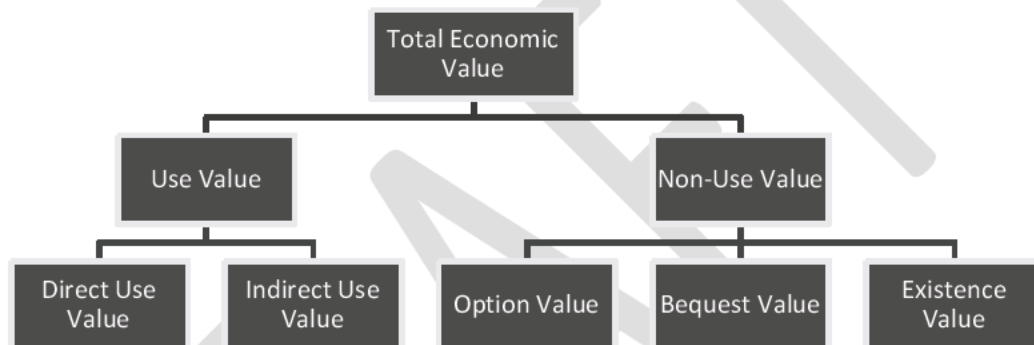 Total Economic
Value
Use Value
Non-Use Value
Direct Use
Value
Indirect Use
Value
Option Value
Bequest Value
Existence
Value